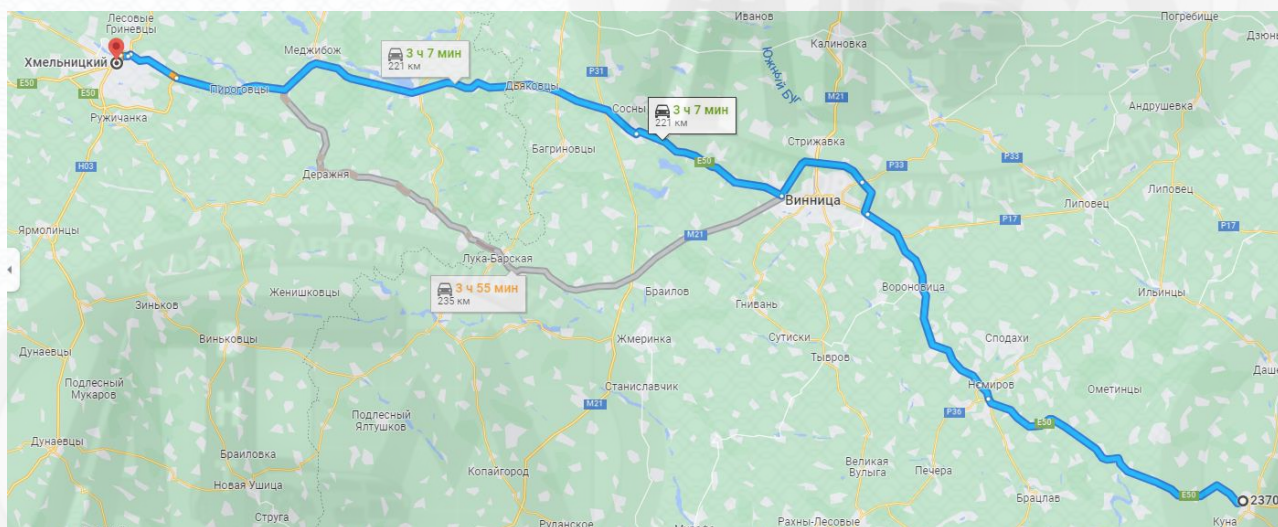 Лесовые
Гриневцы
Хмельницкий
E50
E50
Ружичанка
H03
Пироговцы
Меджибож
3 ч 7 мин
221 км
Дьяковцы
P31
Сосны
3 ч 7 мин
221 км
Багриновцы
E50
Иванов
Южный Буг
Калиновка
M21
Стрижавка
Винница
P33
P33
Погребище
Андрушевка
Липовец
Липовец
P17
P17
Деражня
Ярмолинцы
Лука-Барская
M21
3 ч 55 мин
235 км
Женишковцы
Зиньков
Виньковцы
Браилов
Гнивань
Вороновица
Ильинцы
Дунаевцы
Подлесный
Мукаров
Жмеринка
Сутиски
Тывров
Сподахи
Станиславчик
M21
Подлесный
Ялтушков
Немиров
Ометинцы
P36
E50
Дунаевцы
Браиловка
Новая Ушица
Копайгород
Великая
Вулыга
Печера
Брацлав
E50
2370
Куна
Струга
Рахны-Лесовые